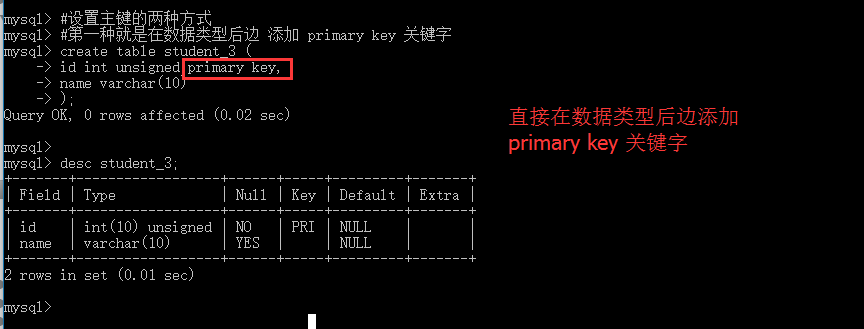 mysql> #设置主键的两种方式
mysql> #第一种就是在数据类型后边 添加 primary key 关键字
mysql> create table student_3 (
-> id int unsigned primary key,
-> name varchar(10)
-> );
Query OK, 0 rows affected (0.02 sec)
mysql>
mysql> desc student_3;
+-------+------------------+------+-----+---------+-------+
| Field | Type             | Null | Key | Default | Extra |
+-------+------------------+------+-----+---------+-------+
| id    | int(10) unsigned | NO   | PRI | NULL    |       |
| name  | varchar(10)      | YES  |     | NULL    |       |
+-------+------------------+------+-----+---------+-------+
2 rows in set (0.01 sec)
mysql>
直接在数据类型后边添加
primary key 关键字